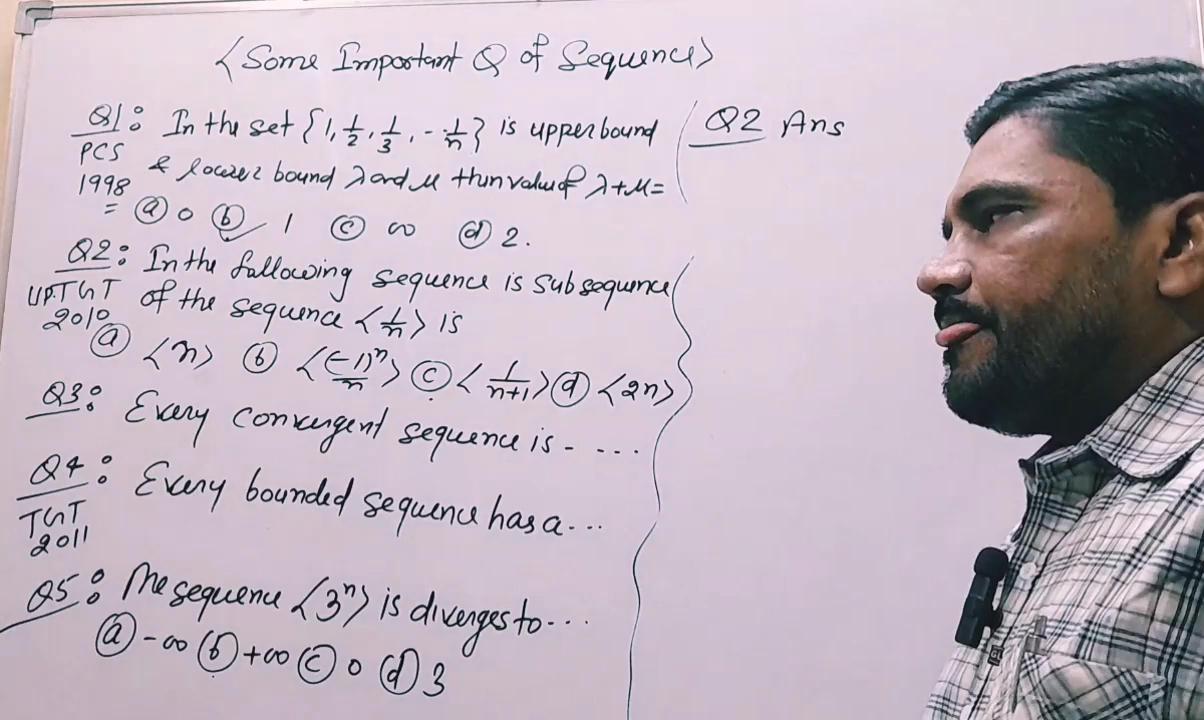 <Some Important Q of Sequence>
Q1: In the set {1, 1/2, 1/3, -- 1/n} is upper bound
PCS 1998 & lower bound λ and μ then value of λ+μ=
= (a) 0 (b) 1 (c) ∞ (d) 2.
Q2: In the following sequence is subsequence
UP.TGT 2010 of the sequence <1/n> is
(a) <n> (b) <(-1)^n/n> (c) <1/n+1> (d) <2n>
Q3: Every convergent sequence is - ----
Q4: Every bounded sequence has a...
TGT 2011
Q5: The sequence <3^n> is diverges to ---
(a) -∞ (b) +∞ (c) 0 (d) 3
Q2 Ans